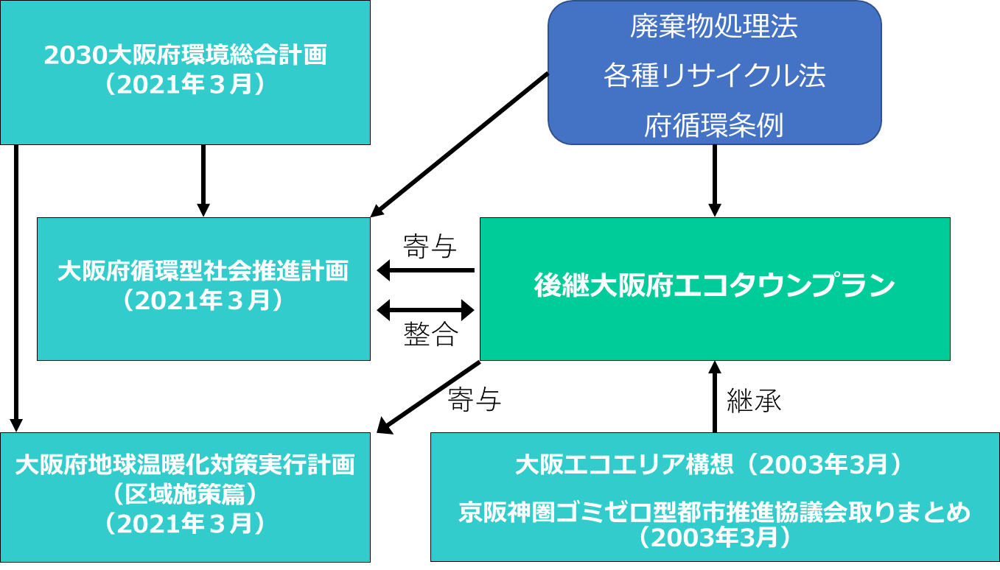 2030大阪府環境総合計画
（2021年３月）
廃棄物処理法
各種リサイクル法
府循環条例
大阪府循環型社会推進計画
（2021年３月）
寄与
整合
後継大阪府エコタウンプラン
寄与
継承
大阪府地球温暖化対策実行計画
（区域施策篇）
（2021年３月）
大阪エコエリア構想（2003年3月）
京阪神圏ゴミゼロ型都市推進協議会取りまとめ
（2003年3月）